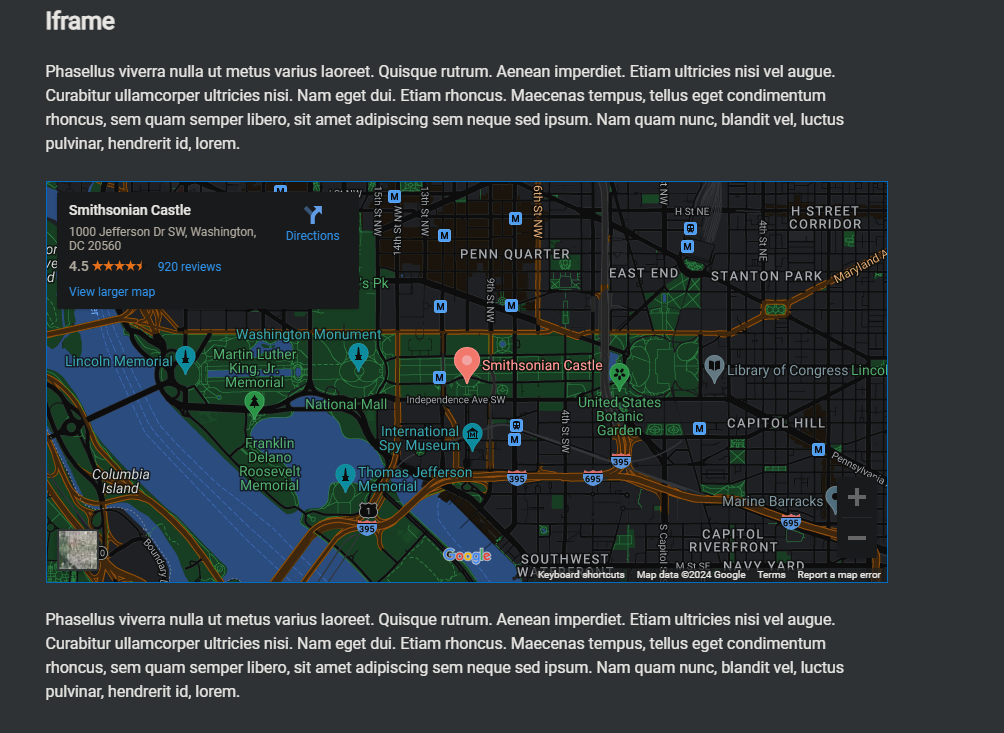 Iframe
Phasellus viverra nulla ut metus varius laoreet. Quisque rutrum. Aenean imperdiet. Etiam ultricies nisi vel augue.
Curabitur ullamcorper ultricies nisi. Nam eget dui. Etiam rhoncus. Maecenas tempus, tellus eget condimentum
rhoncus, sem quam semper libero, sit amet adipiscing sem neque sed ipsum. Nam quam nunc, blandit vel, luctus
pulvinar, hendrerit id, lorem.
Smithsonian Castle
1000 Jefferson Dr SW, Washington,
DC 20560
4.5 920 reviews
View larger map
Directions
15th St NW
14th St NW
13th St NW
9th St NW
6th St NW
H St NE
4th St NE
H STREET
CORRIDOR
PENN QUARTER
EAST END
STANTON PARK
Maryland A
's Pk
Washington Monument
Lincoln Memorial
Martin Luther
King, Jr.
Memorial
Smithsonian Castle
Library of Congress
Lincol
National Mall
Independence Ave SW
United States
Botanic
Garden
4th St SW
CAPITOL HILL
International
Spy Museum
Franklin
Delano
Roosevelt
Memorial
Thomas Jefferson
Memorial
Columbia
Island
Pennsylvania
395
695
395
Marine Barracks
1
395
695
S Capitol S
CAPITOL
RIVERFRONT
Boundary
Google
SOUTHWEST
WATERFRONT
M St SE
NAVY YARD
Keyboard shortcuts Map data ©2024 Google Terms Report a map error
Phasellus viverra nulla ut metus varius laoreet. Quisque rutrum. Aenean imperdiet. Etiam ultricies nisi vel augue.
Curabitur ullamcorper ultricies nisi. Nam eget dui. Etiam rhoncus. Maecenas tempus, tellus eget condimentum
rhoncus, sem quam semper libero, sit amet adipiscing sem neque sed ipsum. Nam quam nunc, blandit vel, luctus
pulvinar, hendrerit id, lorem.